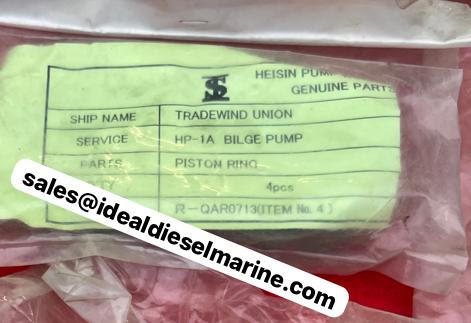 HEISIN PUM
GENUINE PARTS
SHIP NAME TRADEWIND UNION
SERVICE HP-1A BILGE PUMP
PARTS PISTON RING
4pcs
R-QAR0713(ITEM No. 4)
sales@idealdieselmarine.com